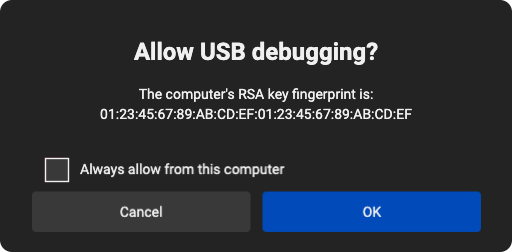 Allow USB debugging?
The computer's RSA key fingerprint is:
01:23:45:67:89:AB:CD:EF:01:23:45:67:89:AB:CD:EF
Always allow from this computer
Cancel
OK